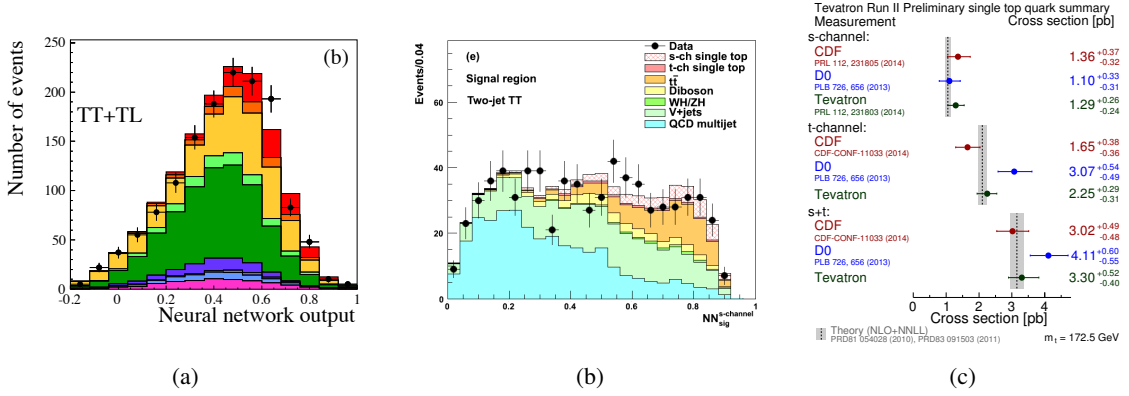 (b)
TT+TL
Number of events
250
200
150
100
50
0
-0.2 0 0.2 0.4 0.6 0.8 1
Neural network output
(a)
(e)
Signal region
Two-jet TT
Data
s-ch single top
t-ch single top
tt̄
Diboson
WH/ZH
V+jets
QCD multijet
Events/0.04
60
40
20
0
0 0.2 0.4 0.6 0.8 1
NN_sig^s-channel
(b)
Tevatron Run II Preliminary single top quark summary
Measurement Cross section [pb]
s-channel:
CDF 1.36 +0.37 -0.32
PRL 112, 231805 (2014)
D0 1.10 +0.33 -0.31
PLB 726, 656 (2013)
Tevatron 1.29 +0.26 -0.24
PRL 112, 231803 (2014)
t-channel:
CDF 1.65 +0.38 -0.36
CDF-CONF-11033 (2014)
D0 3.07 +0.54 -0.49
PLB 726, 656 (2013)
Tevatron 2.25 +0.29 -0.31
s+t:
CDF 3.02 +0.49 -0.48
CDF-CONF-11033 (2014)
D0 4.11 +0.60 -0.55
PLB 726, 656 (2013)
Tevatron 3.30 +0.52 -0.40
0 1 2 3 4
Cross section [pb]
Theory (NLO+NNLL)
PRD81 054028 (2010), PRD83 091503 (2011)
m_t = 172.5 GeV
(c)